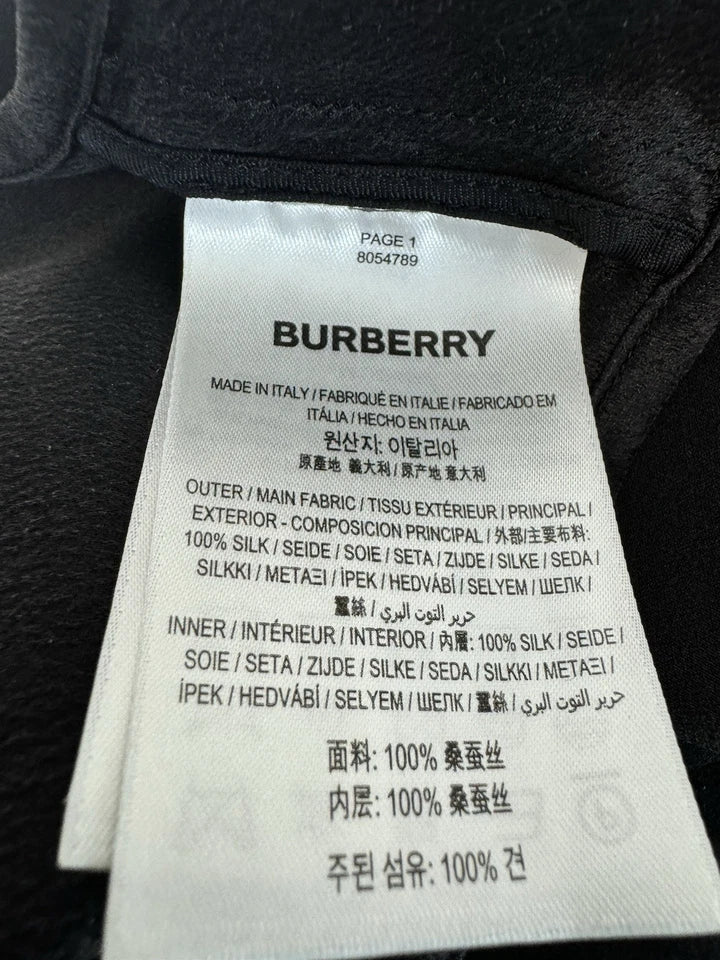 PAGE 1
8054789
BURBERRY
MADE IN ITALY / FABRIQUÉ EN ITALIE / FABRICADO EM
ITÁLIA / HECHO EN ITALIA
원산지: 이탈리아
原產地 義大利 / 原产地 意大利
OUTER / MAIN FABRIC / TISSU EXTÉRIEUR / PRINCIPAL /
EXTERIOR - COMPOSICION PRINCIPAL / 外部/主要布料:
100% SILK / SEIDE / SOIE / SETA / ZIJDE / SILKE / SEDA /
SILKKI / ΜΕΤΑΞΙ / İPEK / HEDVÁBÍ / SELYEM / ШЕЛК /
蠶絲 / حرير التوت البري
INNER / INTÉRIEUR / INTERIOR / 內層: 100% SILK / SEIDE /
SOIE / SETA / ZIJDE / SILKE / SEDA / SILKKI / ΜΕΤΑΞΙ /
İPEK / HEDVÁBÍ / SELYEM / ШЕЛК / 蠶絲 / حرير التوت البري
面料: 100% 桑蚕丝
内层: 100% 桑蚕丝
주된 섬유: 100% 견